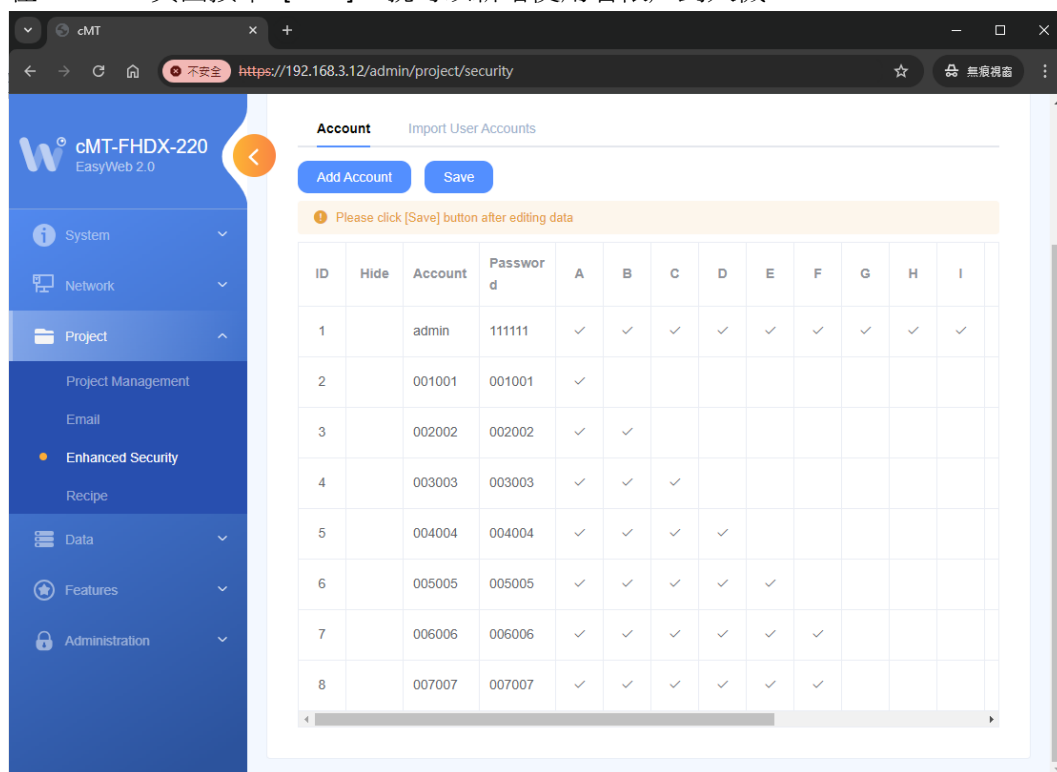 cMT
不安全 https://192.168.3.12/admin/project/security 無痕視窗
cMT-FHDX-220
EasyWeb 2.0
System
Network
Project
Project Management
Email
Enhanced Security
Recipe
Data
Features
Administration
Account Import User Accounts
Add Account Save
Please click [Save] button after editing data
ID Hide Account Passwor
d A B C D E F G H I
1 admin 111111 ✓ ✓ ✓ ✓ ✓ ✓ ✓ ✓ ✓
2 001001 001001 ✓
3 002002 002002 ✓ ✓
4 003003 003003 ✓ ✓ ✓
5 004004 004004 ✓ ✓ ✓ ✓
6 005005 005005 ✓ ✓ ✓ ✓ ✓
7 006006 006006 ✓ ✓ ✓ ✓ ✓ ✓
8 007007 007007 ✓ ✓ ✓ ✓ ✓ ✓